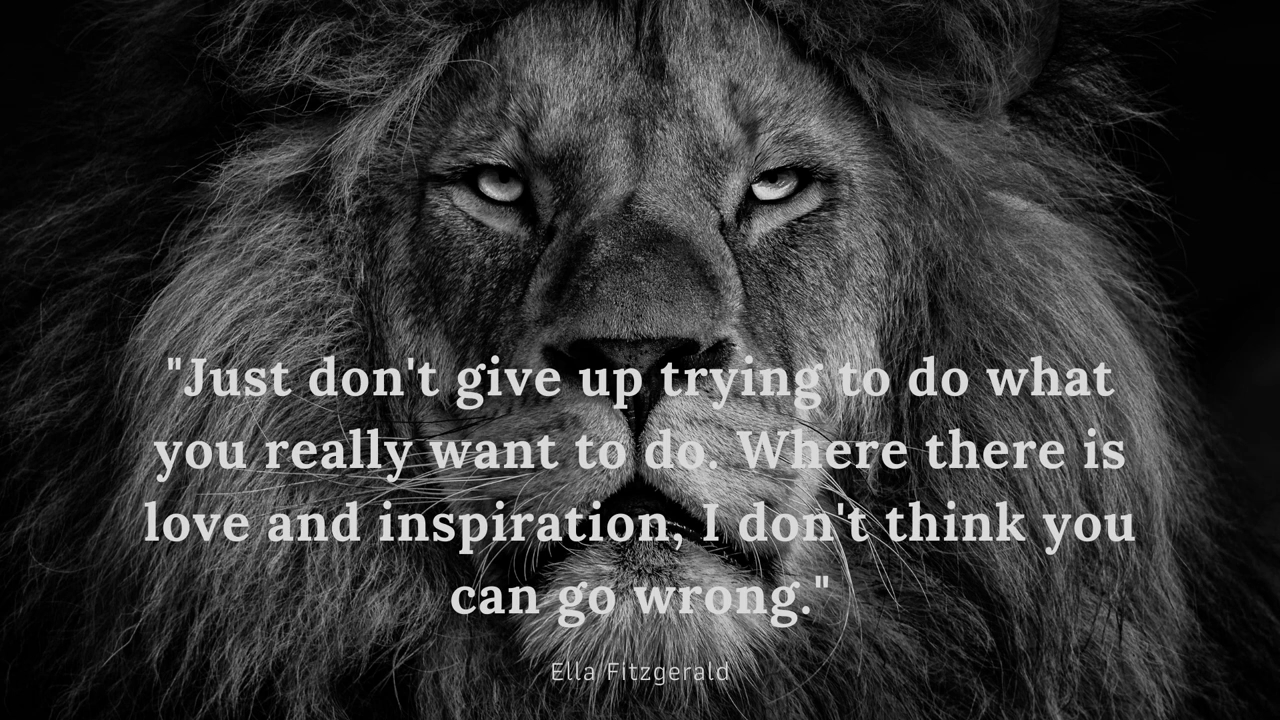 "Just don't give up trying to do what
you really want to do. Where there is
love and inspiration, I don't think you
can go wrong."
Ella Fitzgerald